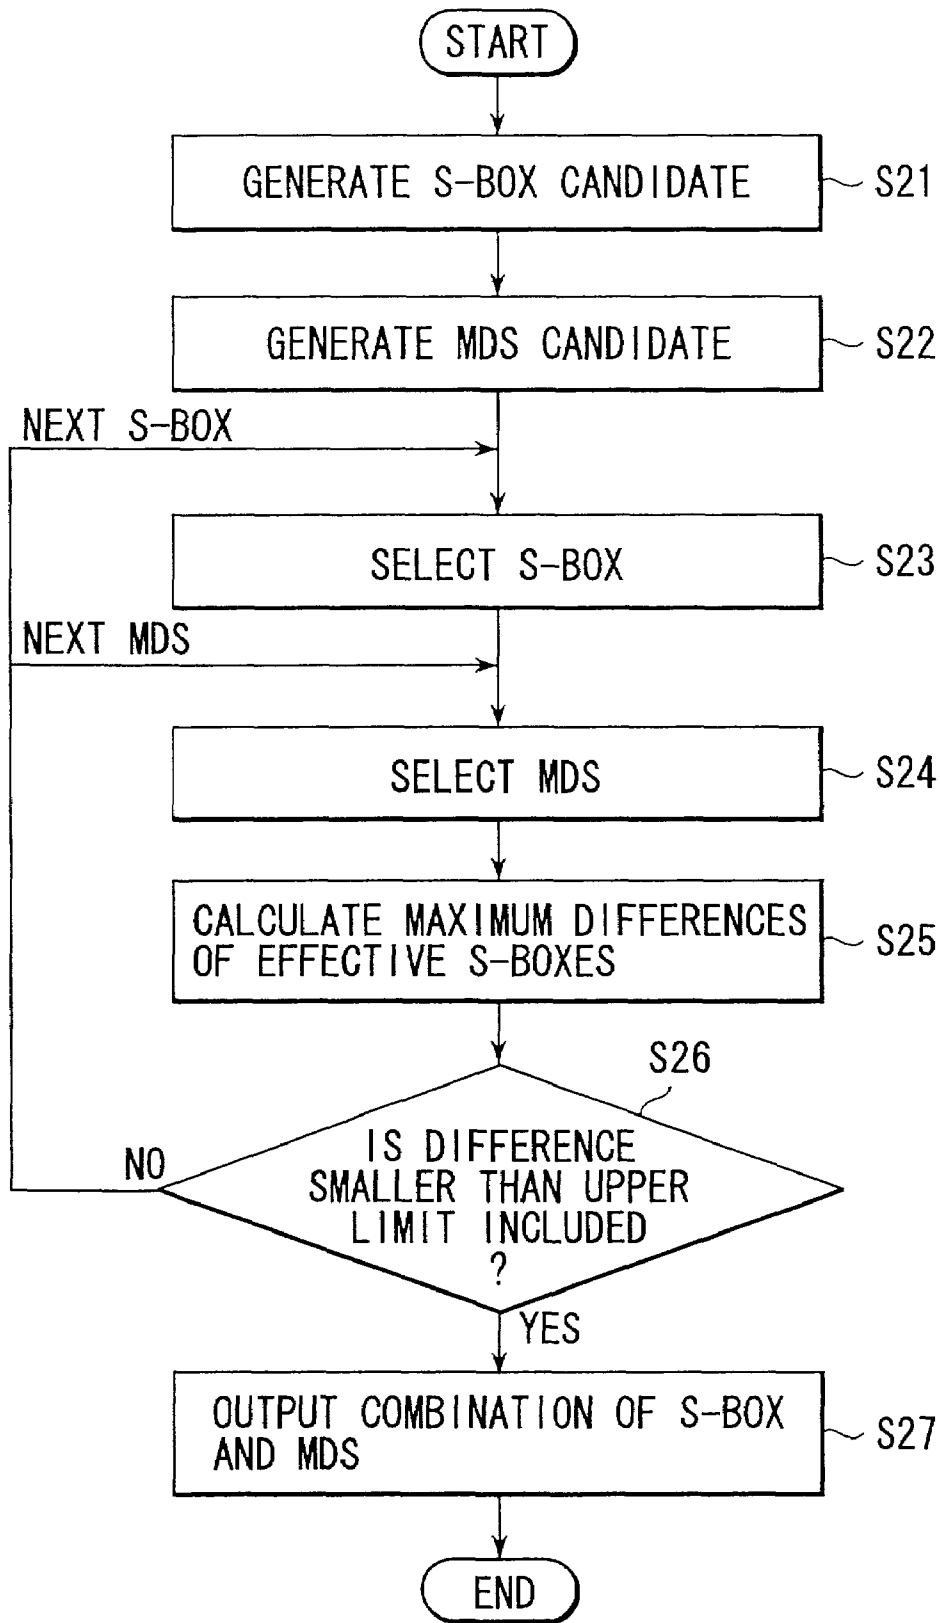 START
GENERATE S-BOX CANDIDATE
S21
GENERATE MDS CANDIDATE
S22
NEXT S-BOX
SELECT S-BOX
S23
NEXT MDS
SELECT MDS
S24
CALCULATE MAXIMUM DIFFERENCES
OF EFFECTIVE S-BOXES
S25
S26
IS DIFFERENCE
SMALLER THAN UPPER
LIMIT INCLUDED
?
NO
YES
OUTPUT COMBINATION OF S-BOX
AND MDS
S27
END